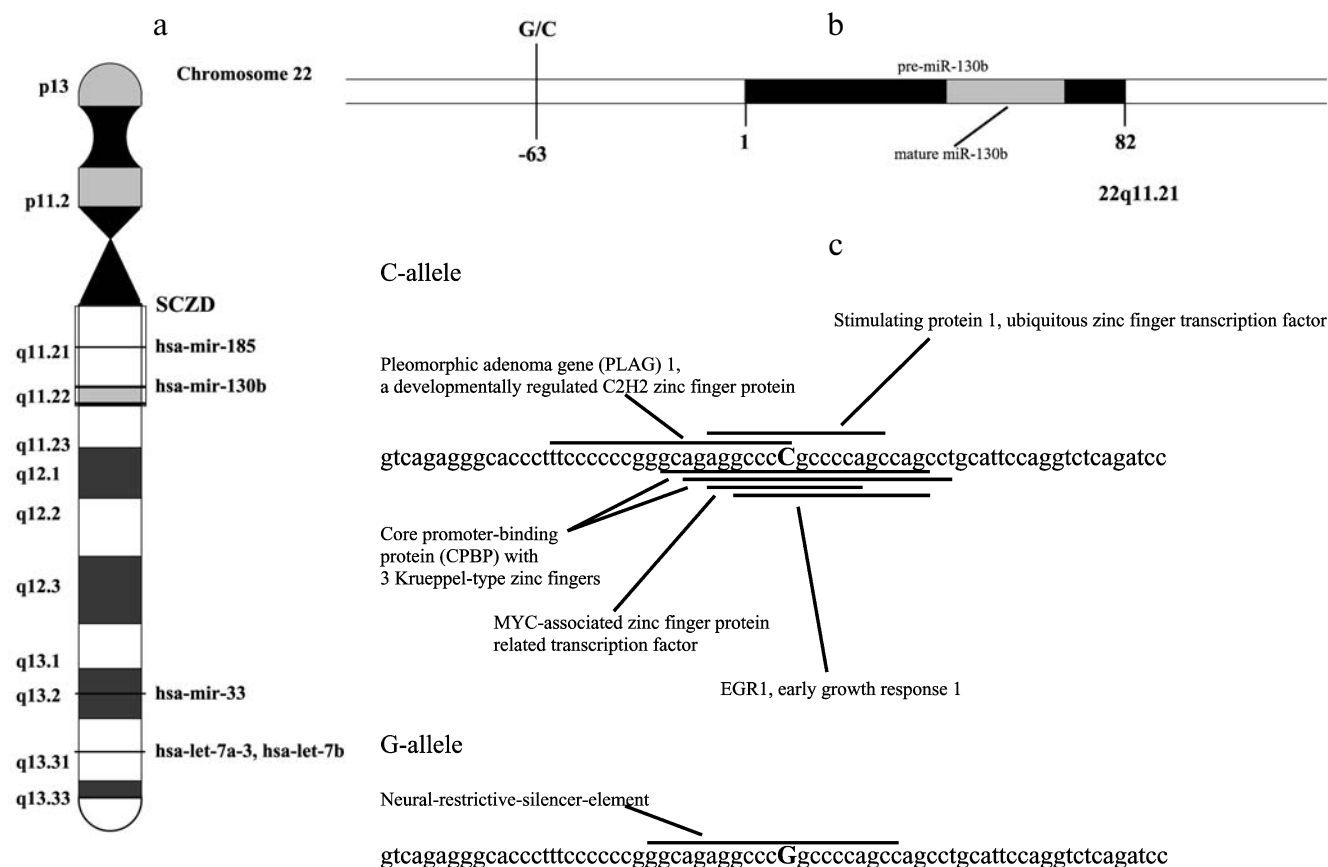 a
Chromosome 22
p13
p11.2
SCZD
q11.21
hsa-mir-185
hsa-mir-130b
q11.22
q11.23
q12.1
q12.2
q12.3
q13.1
q13.2
hsa-mir-33
hsa-let-7a-3, hsa-let-7b
q13.31
q13.33
b
G/C
pre-miR-130b
-63
1
mature miR-130b
82
22q11.21
c
C-allele
Stimulating protein 1, ubiquitous zinc finger transcription factor
Pleomorphic adenoma gene (PLAG) 1,
a developmentally regulated C2H2 zinc finger protein
gtcagagggcaccctttccccccgggcagaggcccCgccccagccagcctgcattccaggtctcagatcc
Core promoter-binding
protein (CPBP) with
3 Krueppel-type zinc fingers
MYC-associated zinc finger protein
related transcription factor
EGR1, early growth response 1
G-allele
Neural-restrictive-silencer-element
gtcagagggcaccctttccccccgggcagaggcccGgccccagccagcctgcattccaggtctcagatcc